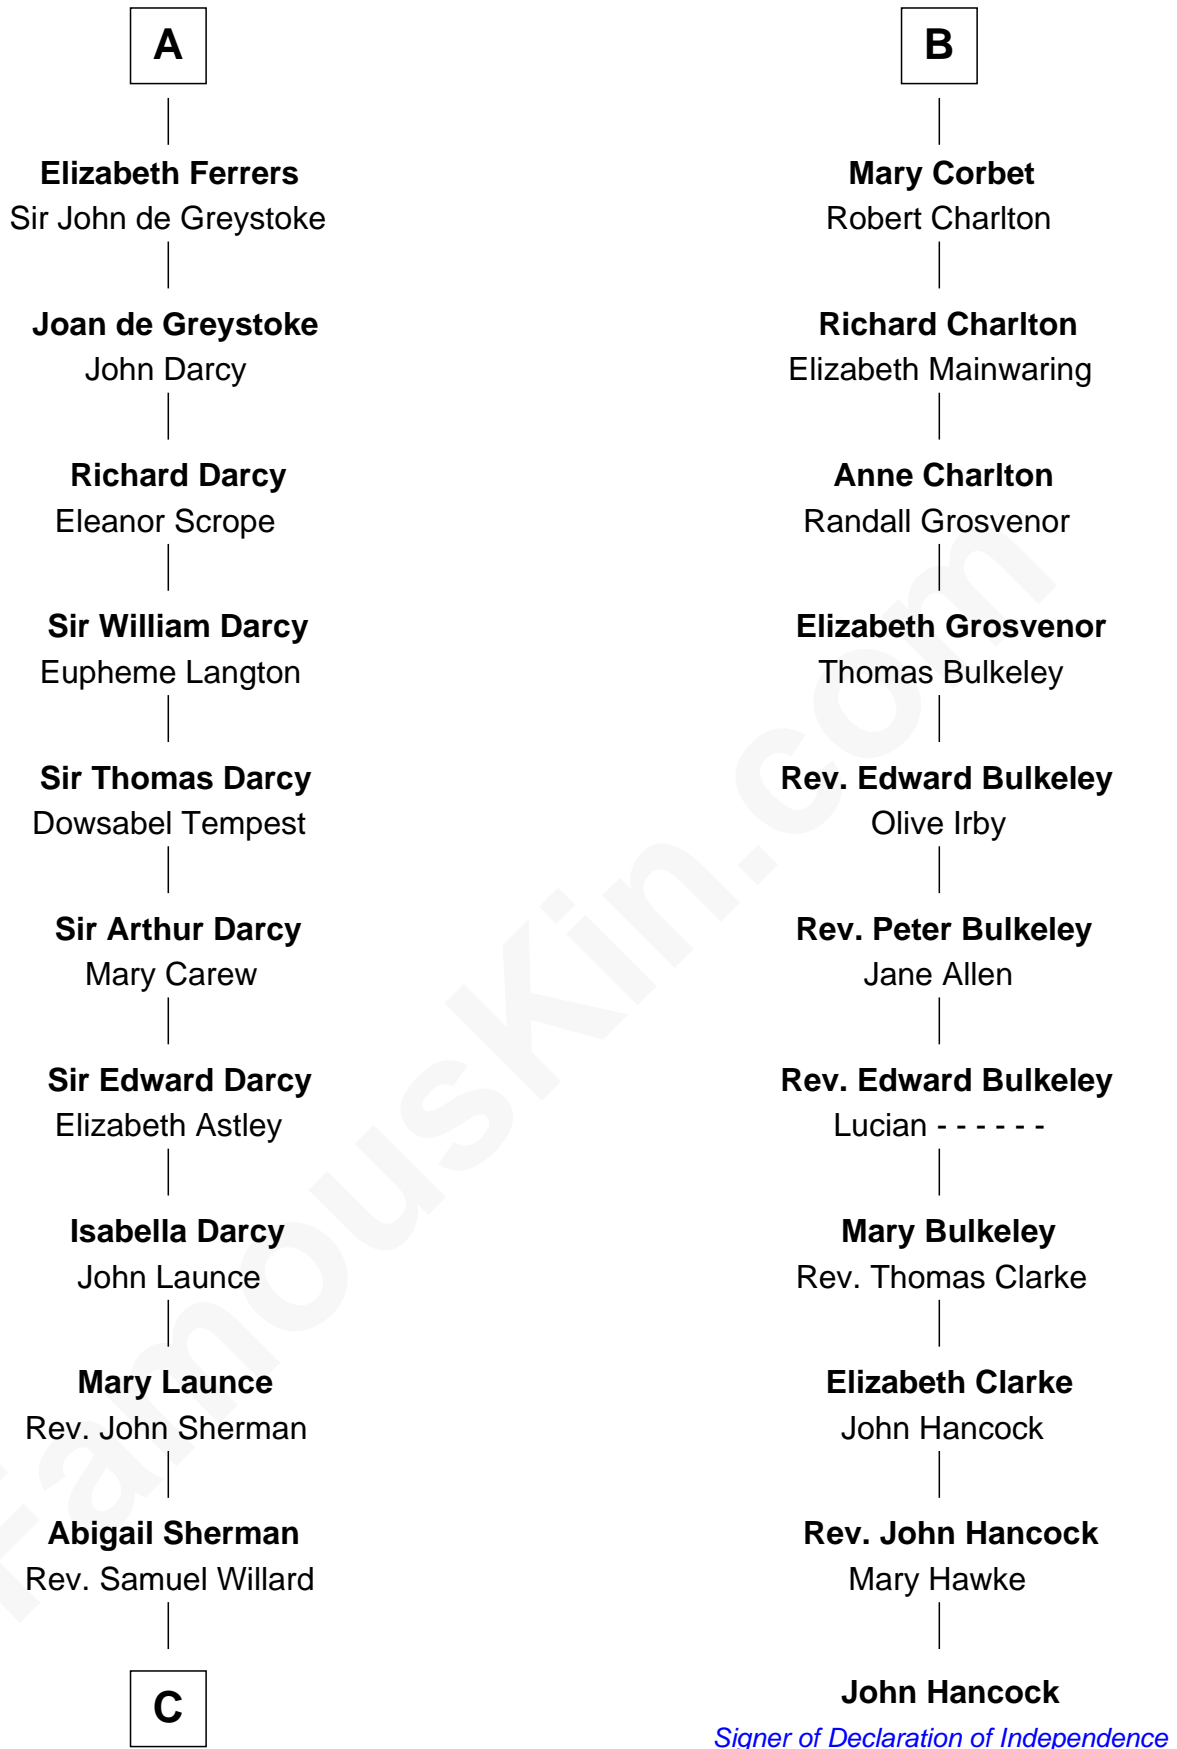 A
Elizabeth Ferrers
Sir John de Greystoke
Joan de Greystoke
John Darcy
Richard Darcy
Eleanor Scrope
Sir William Darcy
Eupheme Langton
Sir Thomas Darcy
Dowsabel Tempest
Sir Arthur Darcy
Mary Carew
Sir Edward Darcy
Elizabeth Astley
Isabella Darcy
John Launce
Mary Launce
Rev. John Sherman
Abigail Sherman
Rev. Samuel Willard
C
B
Mary Corbet
Robert Charlton
Richard Charlton
Elizabeth Mainwaring
Anne Charlton
Randall Grosvenor
Elizabeth Grosvenor
Thomas Bulkeley
Rev. Edward Bulkeley
Olive Irby
Rev. Peter Bulkeley
Jane Allen
Rev. Edward Bulkeley
Lucian - - - - - -
Mary Bulkeley
Rev. Thomas Clarke
Elizabeth Clarke
John Hancock
Rev. John Hancock
Mary Hawke
John Hancock
Signer of Declaration of Independence
FamousKin.com